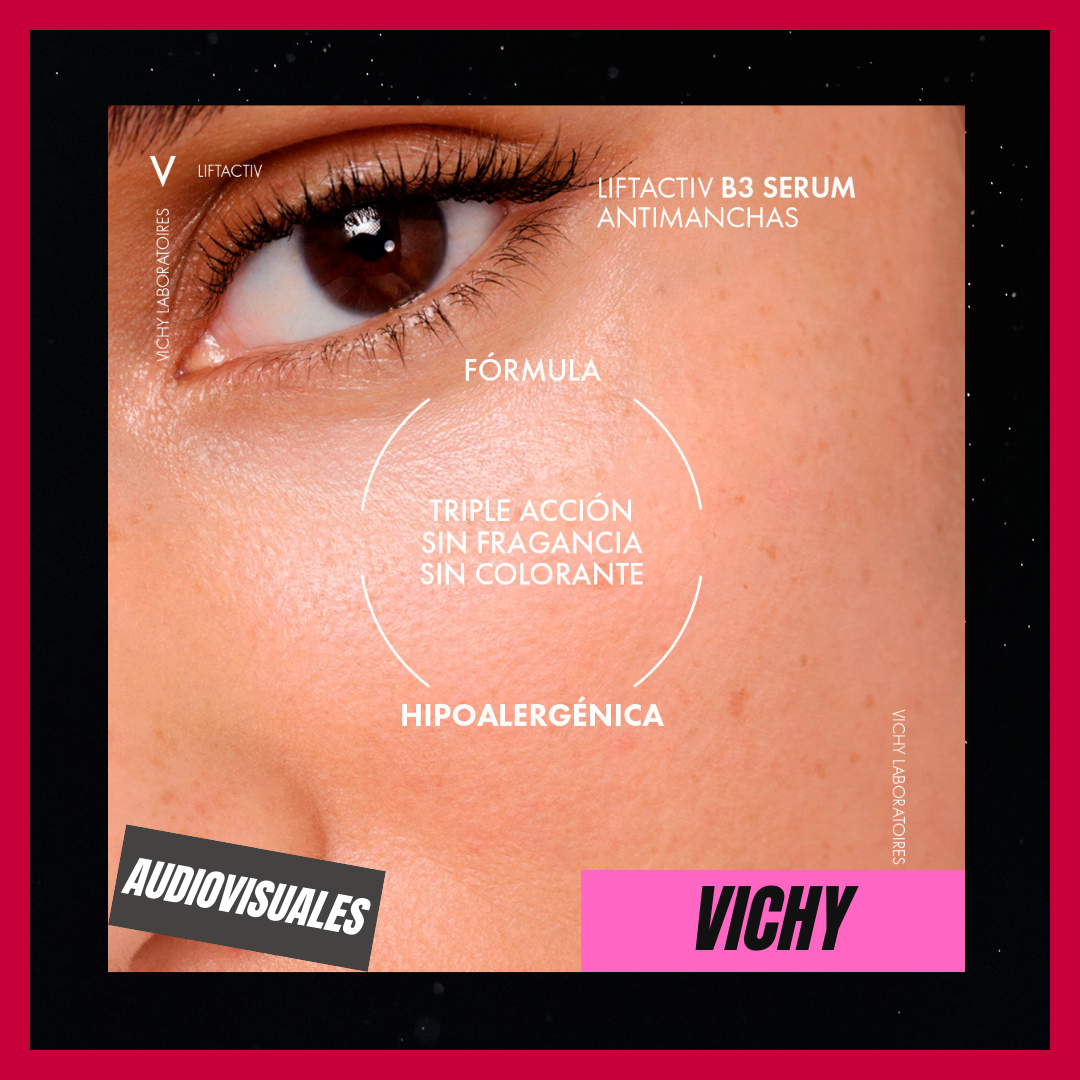 V LIFTACTIV
VICHY LABORATOIRES
LIFTACTIV B3 SERUM
ANTIMANCHAS
FÓRMULA
TRIPLE ACCIÓN
SIN FRAGANCIA
SIN COLORANTE
HIPOALERGÉNICA
VICHY LABORATOIRES
AUDIOVISUALES
VICHY